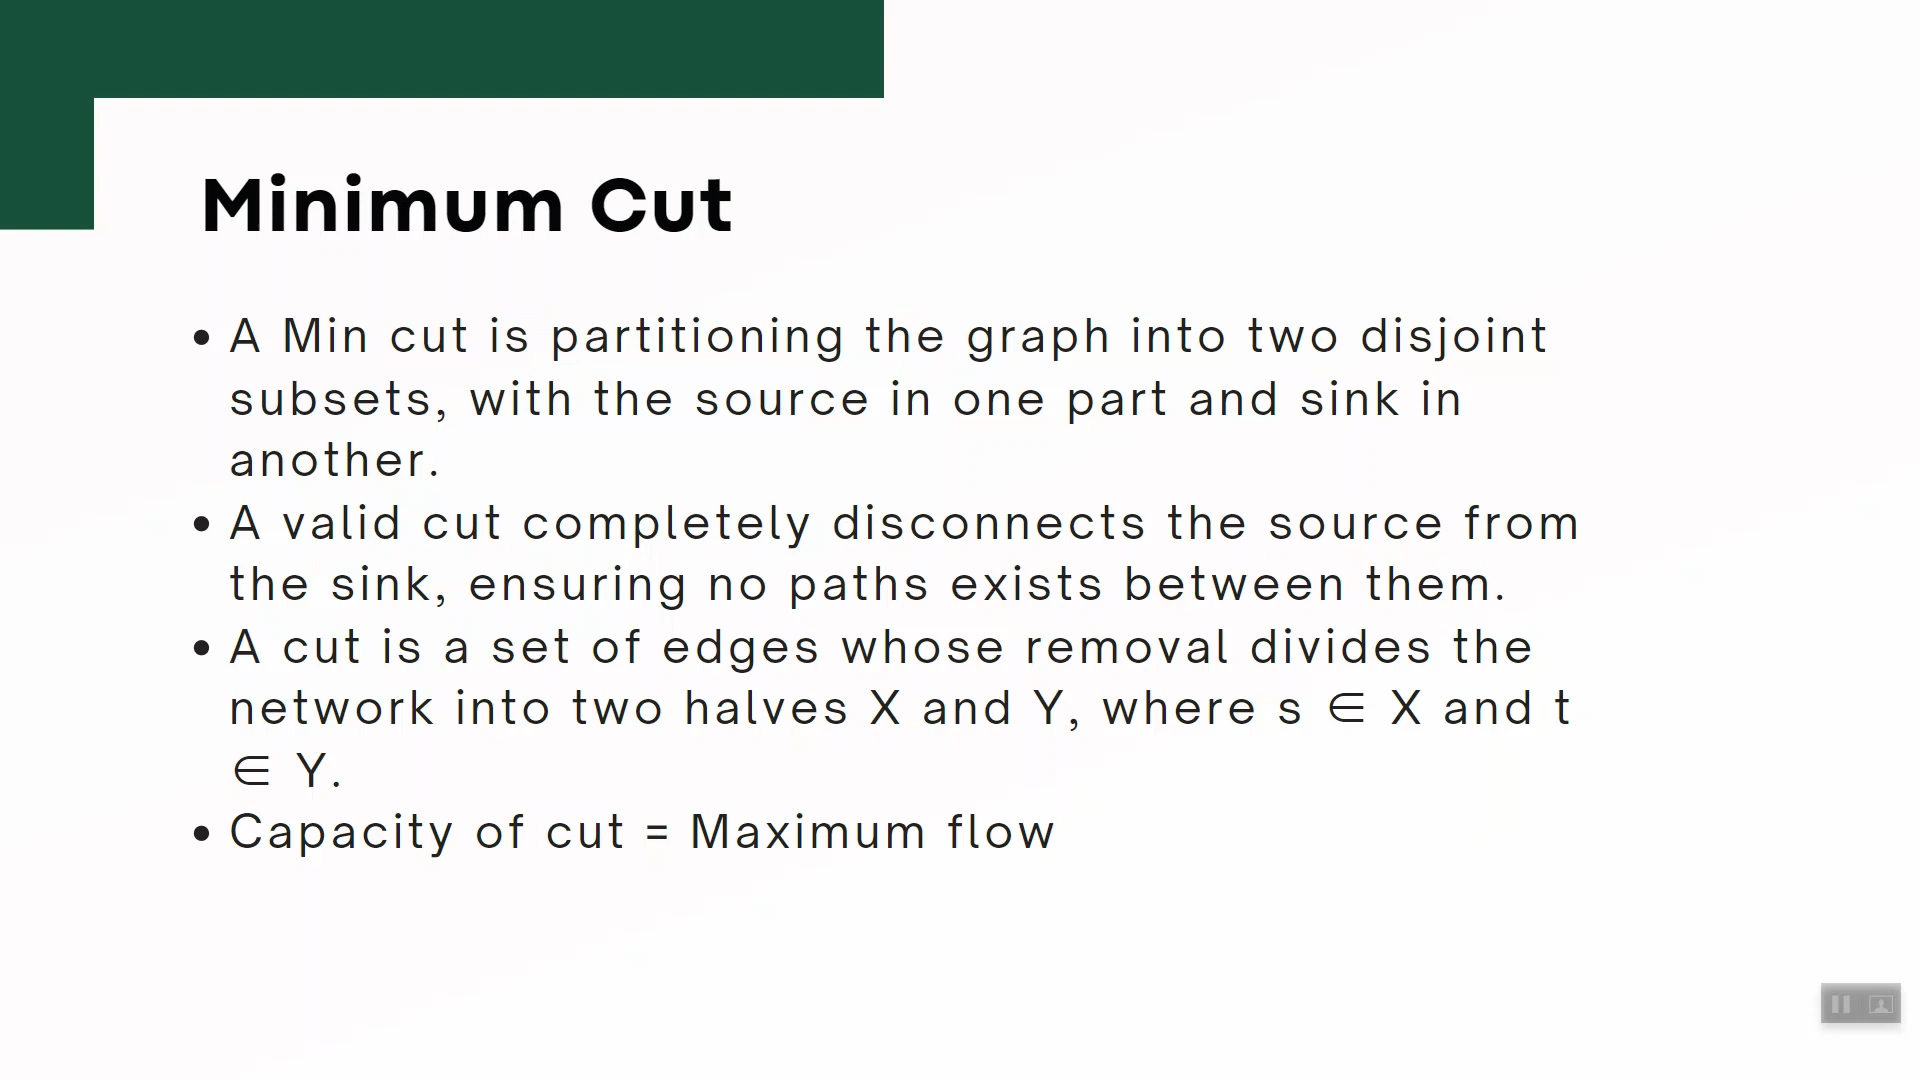 Minimum Cut
• A Min cut is partitioning the graph into two disjoint
subsets, with the source in one part and sink in
another.
• A valid cut completely disconnects the source from
the sink, ensuring no paths exists between them.
• A cut is a set of edges whose removal divides the
network into two halves X and Y, where s ∈ X and t
∈ Y.
• Capacity of cut = Maximum flow